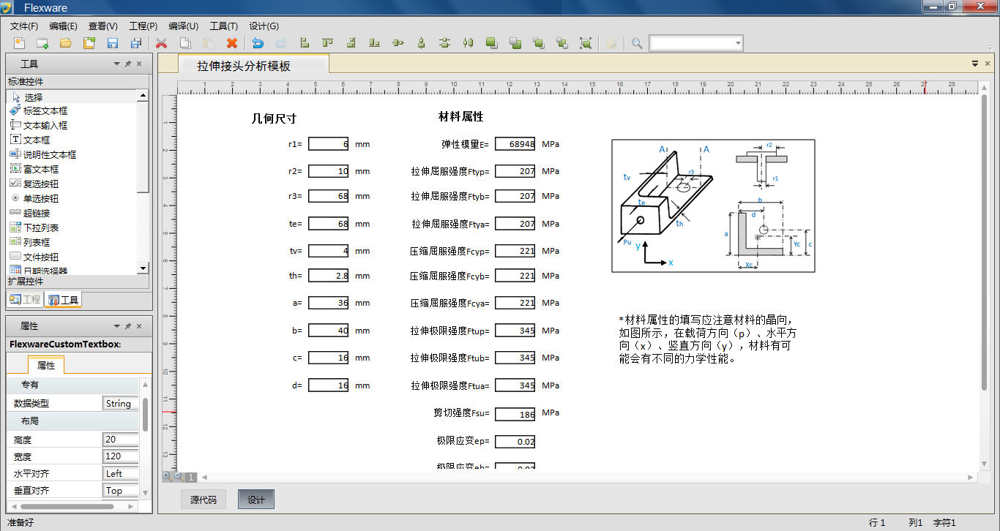 Flexware
文件(F) 编辑(E) 查看(V) 工程(P) 编译(U) 工具(T) 设计(G)
工具
标准控件
选择
标签文本框
文本输入框
文本框
说明性文本框
富文本框
复选按钮
单选按钮
超链接
下拉列表
列表框
文件按钮
日期选择器
扩展控件
工程 工具
属性
FlexwareCustomTextbox:
属性
专有
数据类型 String
布局
高度 20
宽度 120
水平对齐 Left
垂直对齐 Top
拉伸接头分析模板
1 2 3 4 5 6 7 8 9 10 11 12 13 14 15 16 17 18 19 20 21 22 23 24 25 26 27 28
1
2
3
4
5
6
7
8
9
10
11
12
13
几何尺寸
r1= 6 mm
r2= 10 mm
r3= 68 mm
te= 68 mm
tv= 4 mm
th= 2.8 mm
a= 36 mm
b= 40 mm
c= 16 mm
d= 16 mm
材料属性
弹性模量E= 68948 MPa
拉伸屈服强度Ftyp= 207 MPa
拉伸屈服强度Ftyb= 207 MPa
拉伸屈服强度Ftya= 207 MPa
压缩屈服强度Fcyp= 221 MPa
压缩屈服强度Fcyb= 221 MPa
压缩屈服强度Fcya= 221 MPa
拉伸极限强度Ftup= 345 MPa
拉伸极限强度Ftub= 345 MPa
拉伸极限强度Ftua= 345 MPa
剪切强度Fsu= 186 MPa
极限应变ep= 0.02
极限应变eb= 0.02
A A
tv
r3
te
th
Pu
y
x
r2
r1
b
d
a
Yc
c
Xc
*材料属性的填写应注意材料的晶向，
如图所示，在载荷方向（p）、水平方
向（x）、竖直方向（y），材料有可
能会有不同的力学性能。
1
源代码 设计
准备好
行 1 列1 字符1